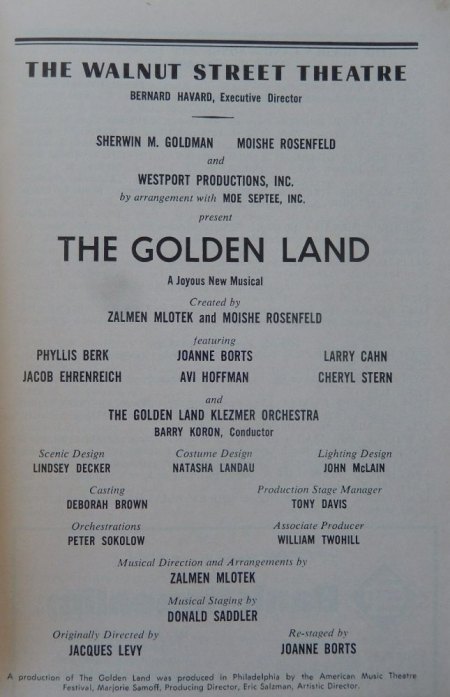 THE WALNUT STREET THEATRE
BERNARD HAVARD, Executive Director
SHERWIN M. GOLDMAN MOISHE ROSENFELD
and
WESTPORT PRODUCTIONS, INC.
by arrangement with MOE SEPTEE, INC.
present
THE GOLDEN LAND
A Joyous New Musical
Created by
ZALMEN MLOTEK and MOISHE ROSENFELD
featuring
PHYLLIS BERK JOANNE BORTS LARRY CAHN
JACOB EHRENREICH AVI HOFFMAN CHERYL STERN
and
THE GOLDEN LAND KLEZMER ORCHESTRA
BARRY KORON, Conductor
Scenic Design Costume Design Lighting Design
LINDSEY DECKER NATASHA LANDAU JOHN McLAIN
Casting Production Stage Manager
DEBORAH BROWN TONY DAVIS
Orchestrations Associate Producer
PETER SOKOLOW WILLIAM TWOHILL
Musical Direction and Arrangements by
ZALMEN MLOTEK
Musical Staging by
DONALD SADDLER
Originally Directed by Re-staged by
JACQUES LEVY JOANNE BORTS
A production of The Golden Land was produced in Philadelphia by the American Music Theatre
Festival, Marjorie Samoff, Producing Director, Eric Salzman, Artistic Director.